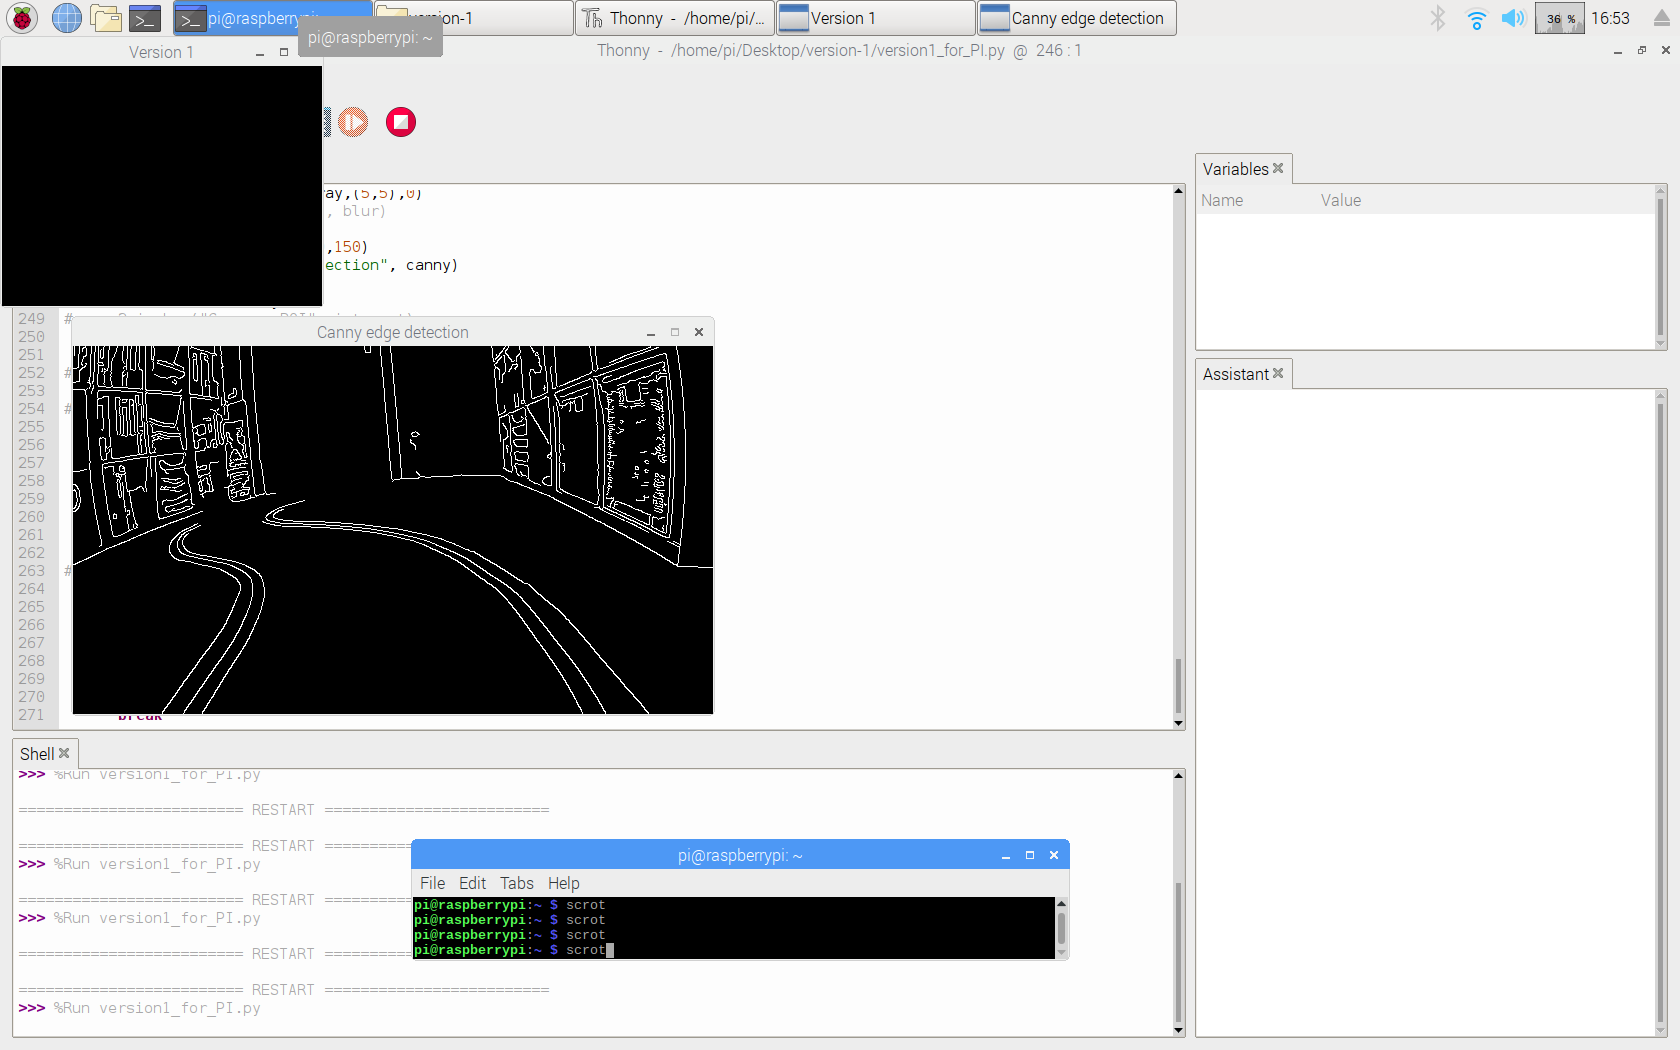 pi@raspberrypi: ~
version-1
Thonny - /home/pi/...
Version 1
Canny edge detection
36 %
16:53
pi@raspberrypi: ~
Version 1
Thonny - /home/pi/Desktop/version-1/version1_for_PI.py @ 246 : 1
ay,(5,5),0)
, blur)
,150)
ection", canny)
249 #
250
251
252 #
253
254 #
255
256
257
258
259
260
261
262
263 #
264
265
266
267
268
269
270
271 break
Canny edge detection
Variables
Name Value
Assistant
Shell
>>> %Run version1_for_PI.py
========================= RESTART =========================
========================= RESTART
>>> %Run version1_for_PI.py
========================= RESTART
>>> %Run version1_for_PI.py
========================= RESTART
========================= RESTART =========================
>>> %Run version1_for_PI.py
pi@raspberrypi: ~
File Edit Tabs Help
pi@raspberrypi:~ $ scrot
pi@raspberrypi:~ $ scrot
pi@raspberrypi:~ $ scrot
pi@raspberrypi:~ $ scrot